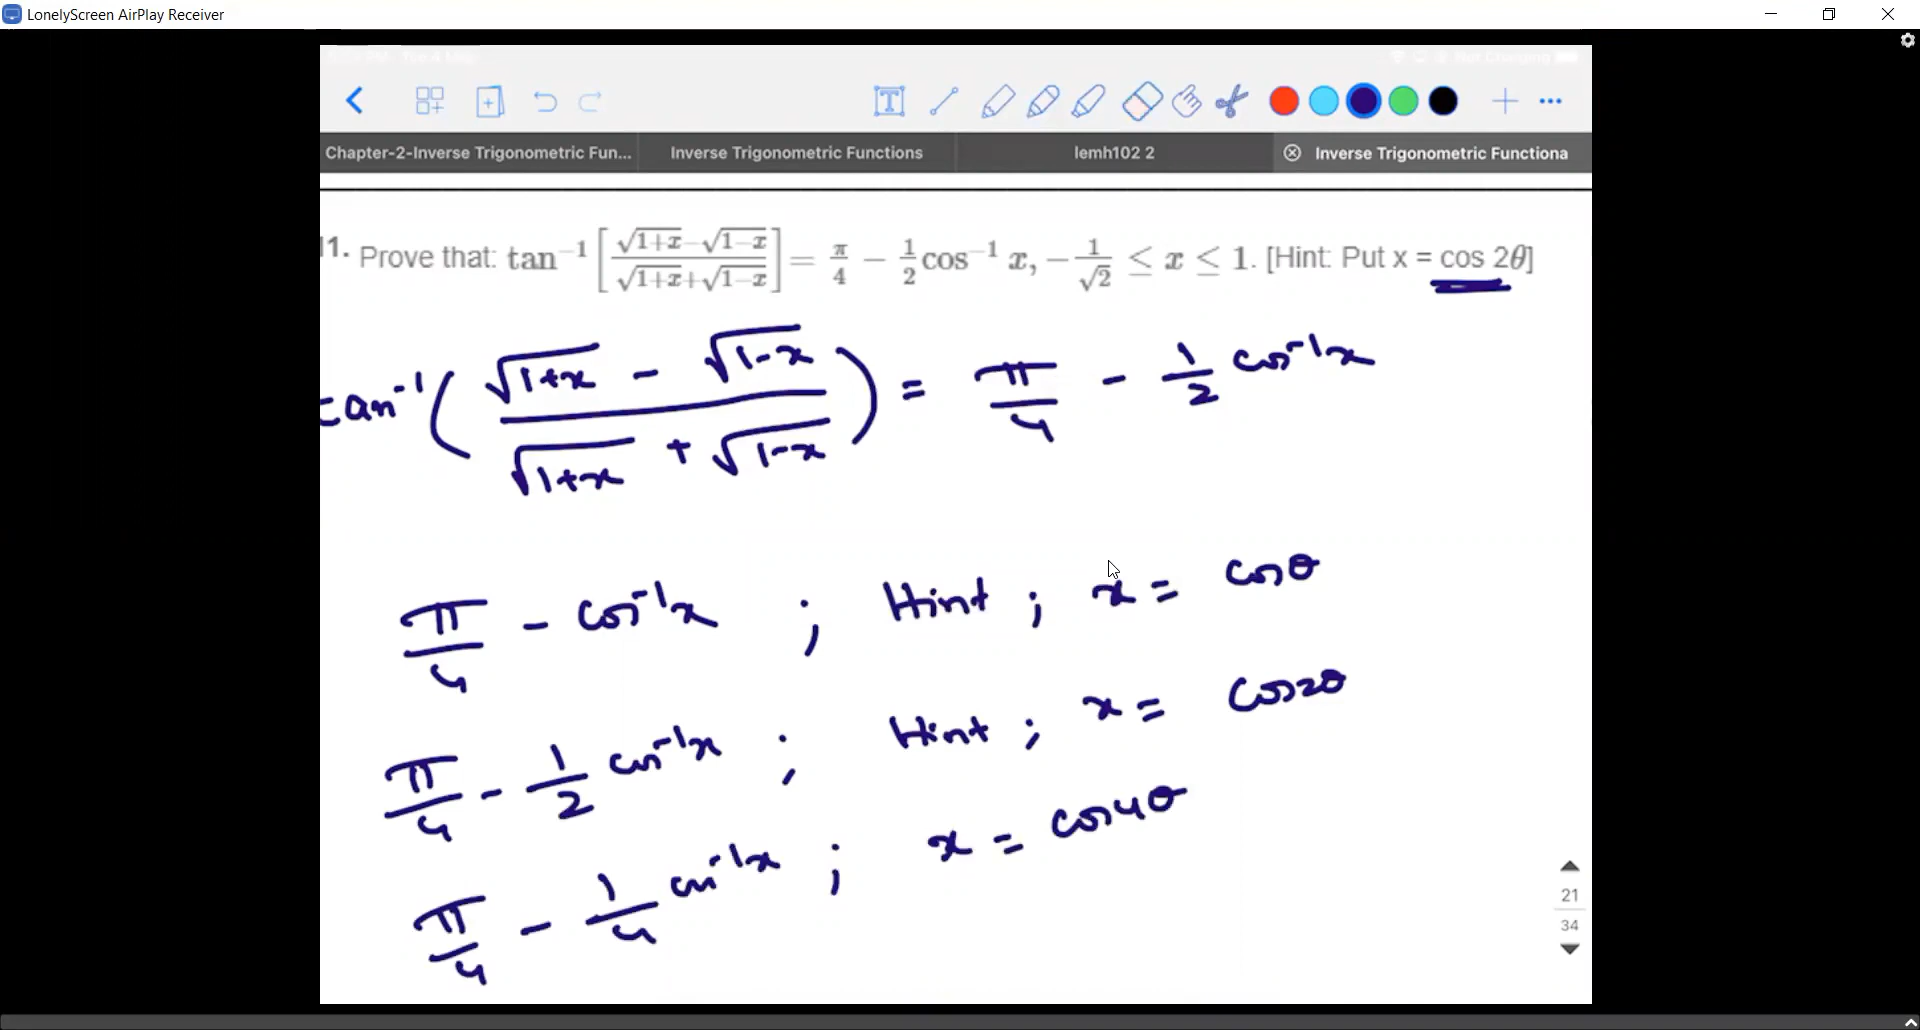 LonelyScreen AirPlay Receiver
Chapter-2-Inverse Trigonometric Fun... Inverse Trigonometric Functions lemh102 2 Inverse Trigonometric Functiona
11. Prove that: tan⁻¹ [(√1+x − √1−x)/(√1+x + √1−x)] = π/4 − 1/2 cos⁻¹ x, −1/√2 ≤ x ≤ 1. [Hint: Put x = cos 2θ]
tan⁻¹ ((√1+x − √1−x)/(√1+x + √1−x)) = π/4 − 1/2 cos⁻¹x
π/4 − cos⁻¹x ; Hint ; x = cosθ
π/4 − 1/2 cos⁻¹x ; Hint ; x = cos2θ
π/4 − 1/4 cos⁻¹x ; x = cos4θ
21
34